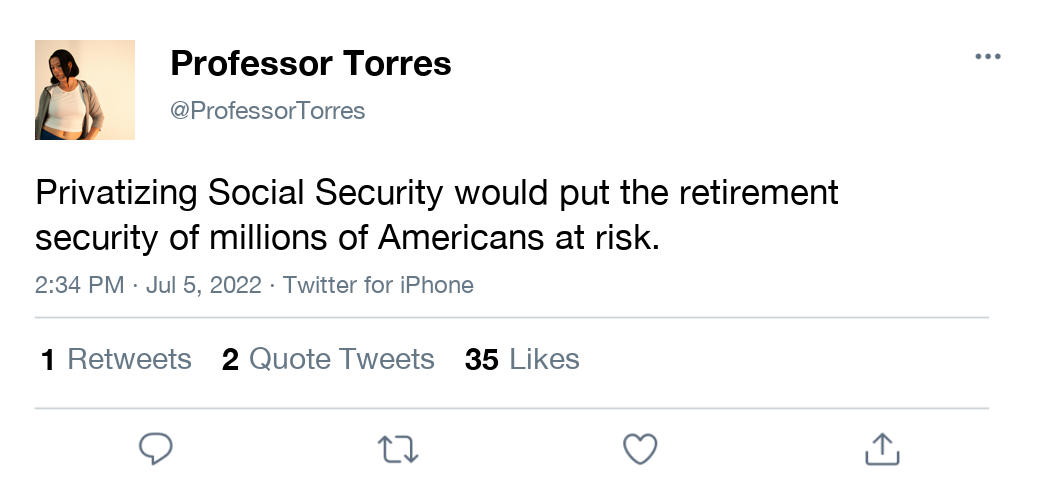 Professor Torres
@ProfessorTorres
Privatizing Social Security would put the retirement
security of millions of Americans at risk.
2:34 PM · Jul 5, 2022 · Twitter for iPhone
1 Retweets 2 Quote Tweets 35 Likes